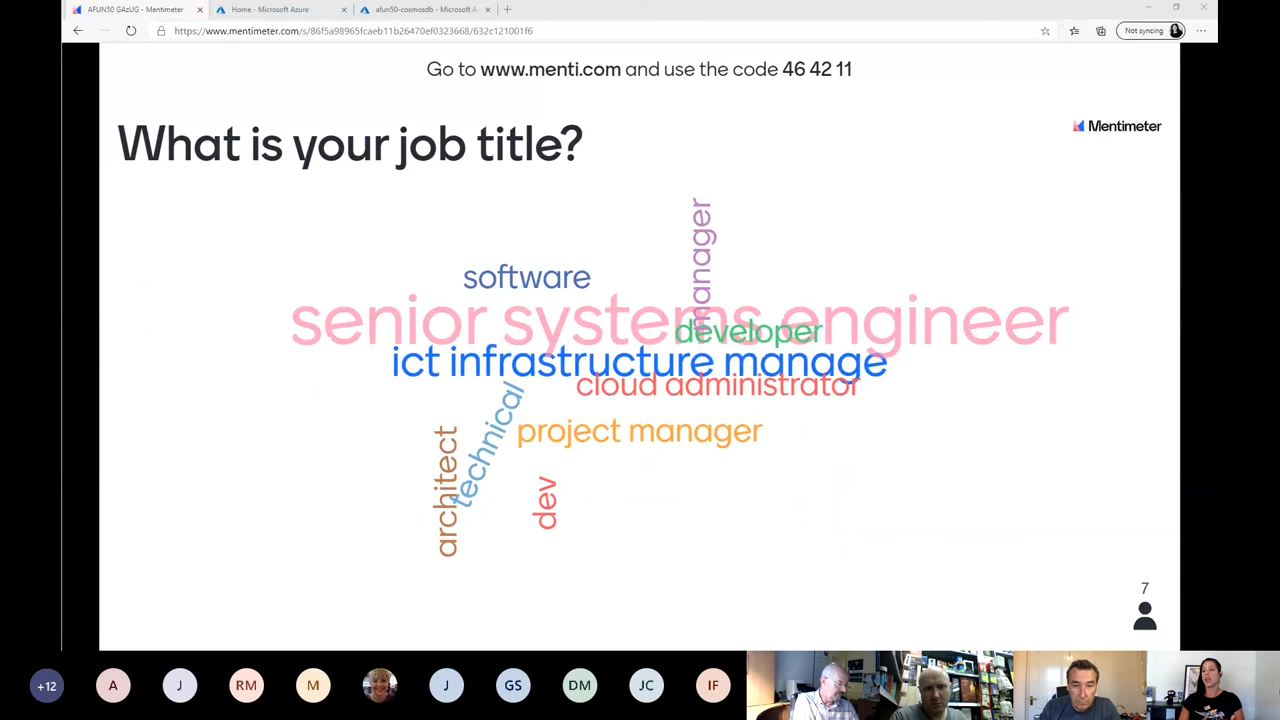 AFUN50 GAzUG - Mentimeter
Home - Microsoft Azure
afun50-cosmosdb - Microsoft A
https://www.mentimeter.com/s/86f5a98965fcaeb11b26470ef0323668/632c121001f6
Not syncing
Go to www.menti.com and use the code 46 42 11
What is your job title?
Mentimeter
manager
software
senior systems engineer
developer
ict infrastructure manage
cloud administrator
technical
project manager
architect
dev
7
+12
A
J
RM
M
J
GS
DM
JC
IF